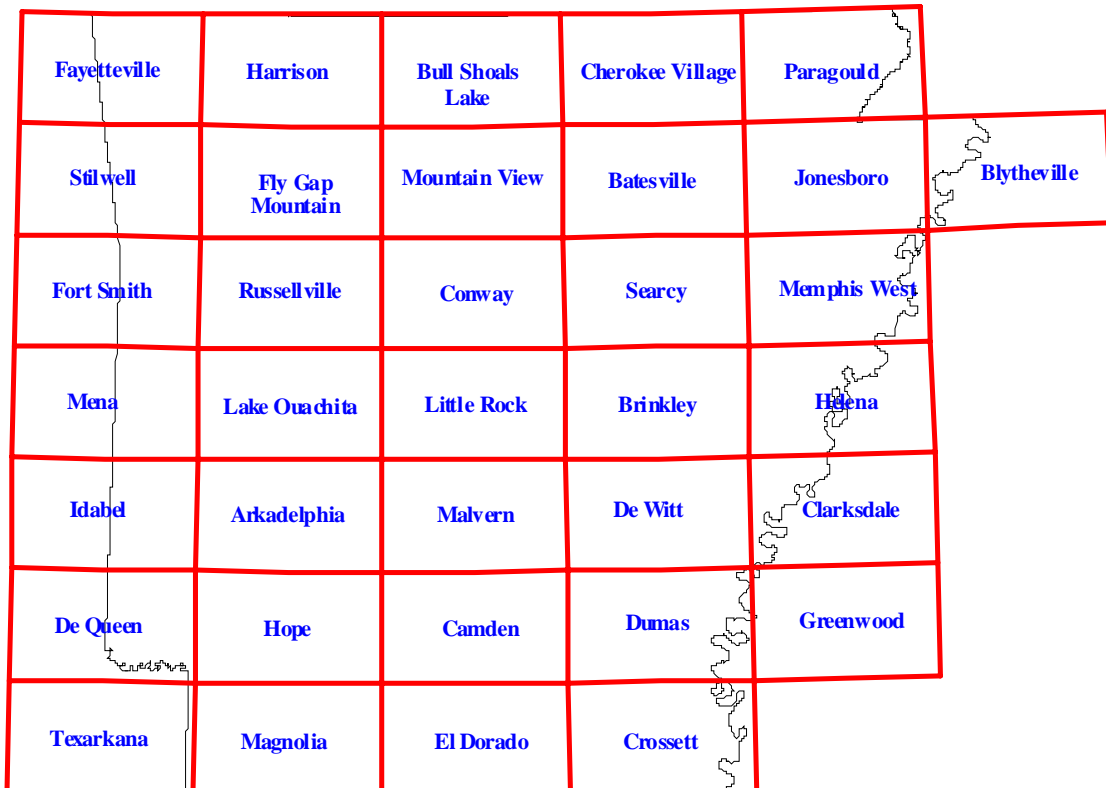 Fayetteville
Harrison
Bull Shoals
Lake
Cherokee Village
Paragould
Stilwell
Fly Gap
Mountain
Mountain View
Batesville
Jonesboro
Blytheville
Fort Smith
Russellville
Conway
Searcy
Memphis West
Mena
Lake Ouachita
Little Rock
Brinkley
Helena
Idabel
Arkadelphia
Malvern
De Witt
Clarksdale
De Queen
Hope
Camden
Dumas
Greenwood
Texarkana
Magnolia
El Dorado
Crossett